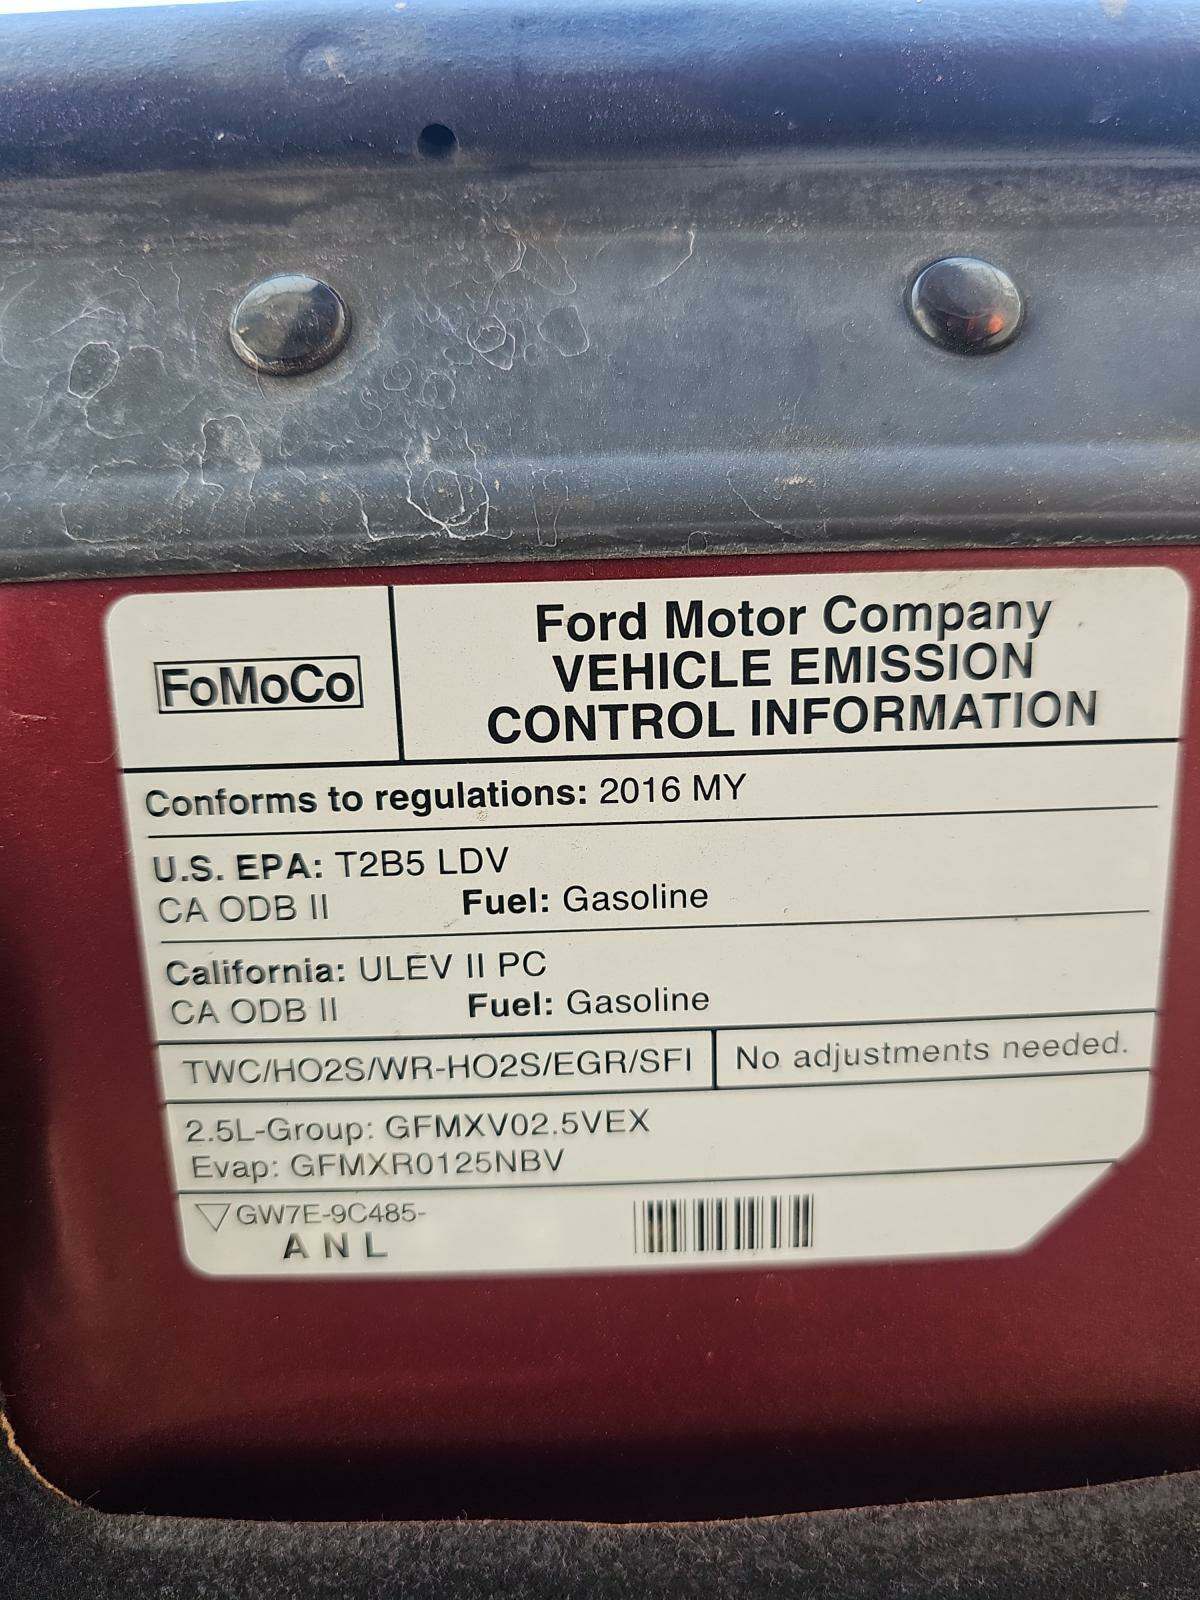 FoMoCo
Ford Motor Company
VEHICLE EMISSION
CONTROL INFORMATION
Conforms to regulations: 2016 MY
U.S. EPA: T2B5 LDV
CA ODB II Fuel: Gasoline
California: ULEV II PC
CA ODB II Fuel: Gasoline
TWC/HO2S/WR-HO2S/EGR/SFI No adjustments needed.
2.5L-Group: GFMXV02.5VEX
Evap: GFMXR0125NBV
GW7E-9C485-
A N L